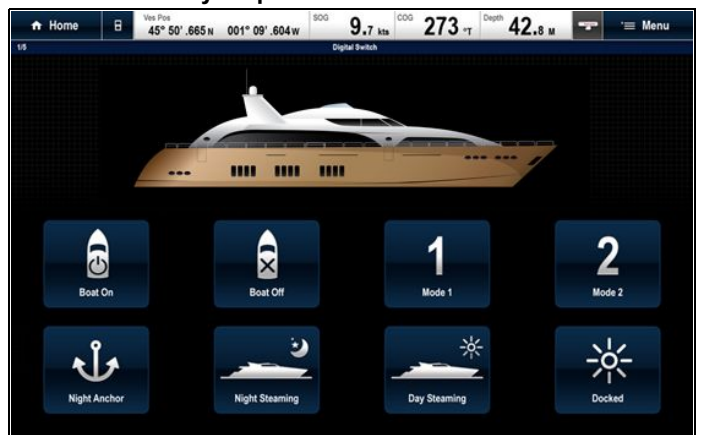 Home
Ves Pos
45° 50' .665 N 001° 09' .604 W
SOG
9.7 kts
COG
273 °T
Depth
42.8 M
Menu
1/5
Digital Switch
Boat On
Boat Off
1
Mode 1
2
Mode 2
Night Anchor
Night Steaming
Day Steaming
Docked